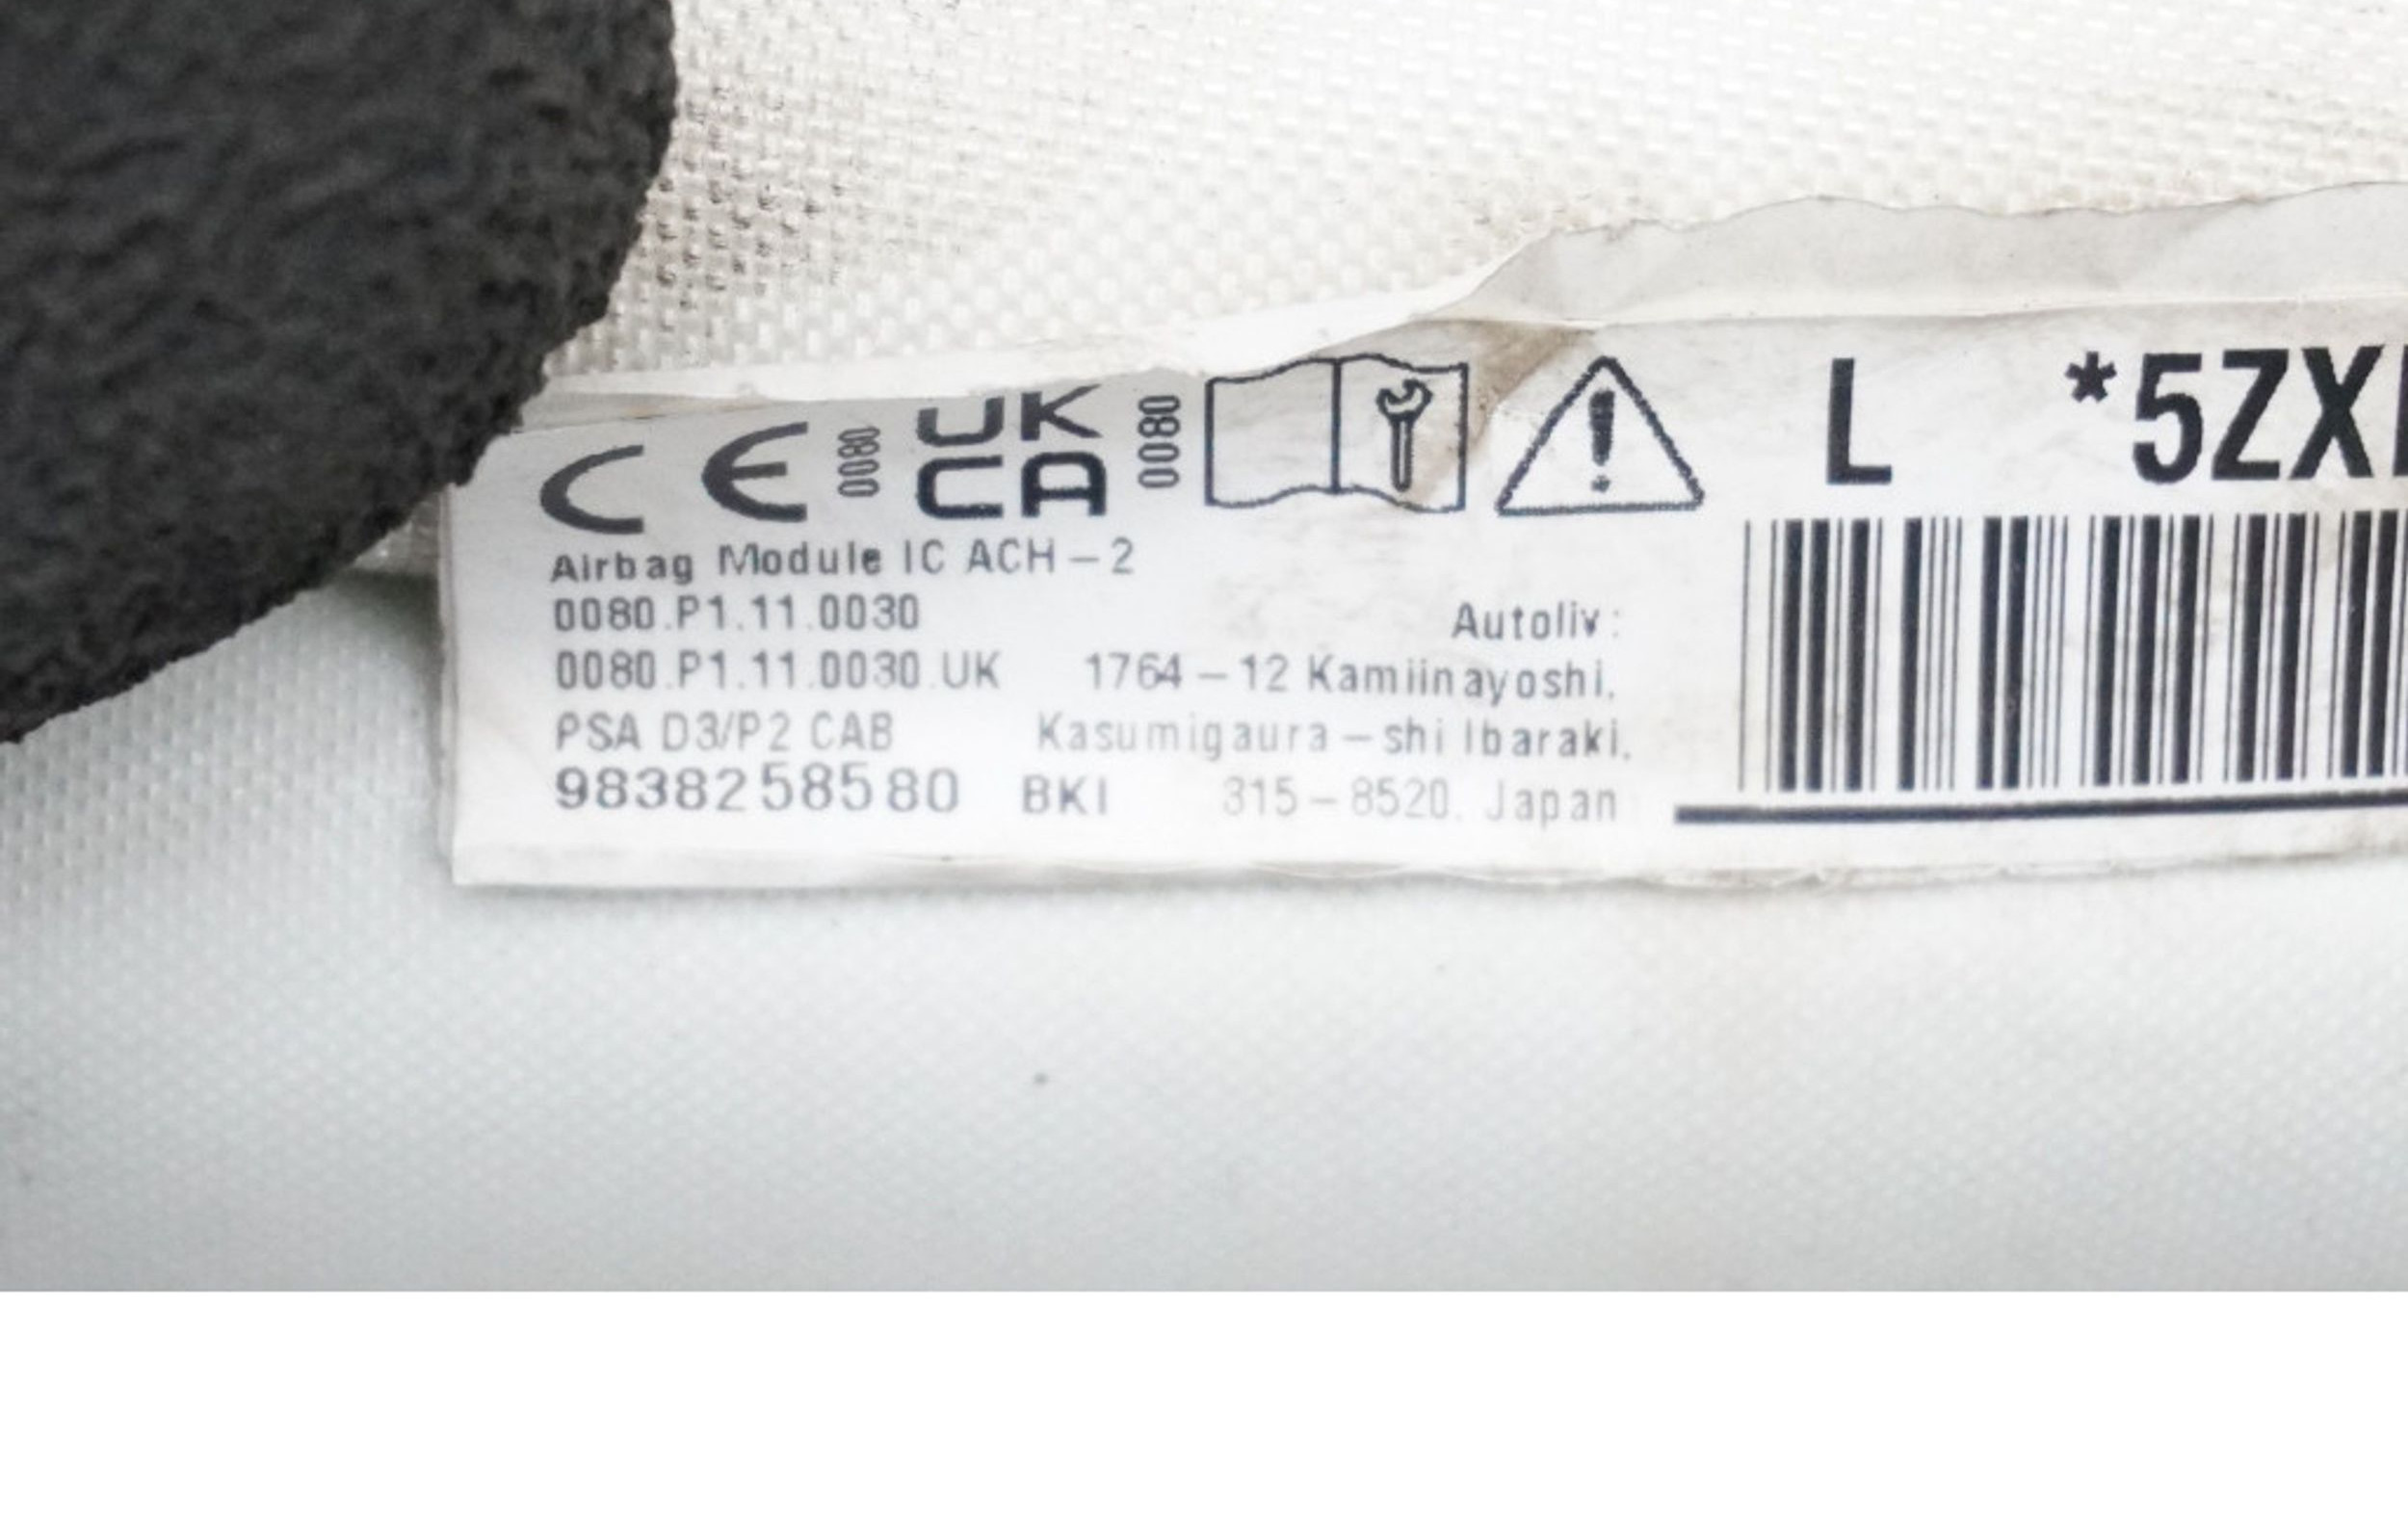 CE 0080 UK CA 0080 L *5ZX
Airbag Module IC ACH-2
0080.P1.11.0030
0080.P1.11.0030.UK
PSA D3/P2 CAB
9838258580 BKI
Autoliv:
1764-12 Kamiinayoshi,
Kasumigaura-shi Ibaraki,
315-8520, Japan